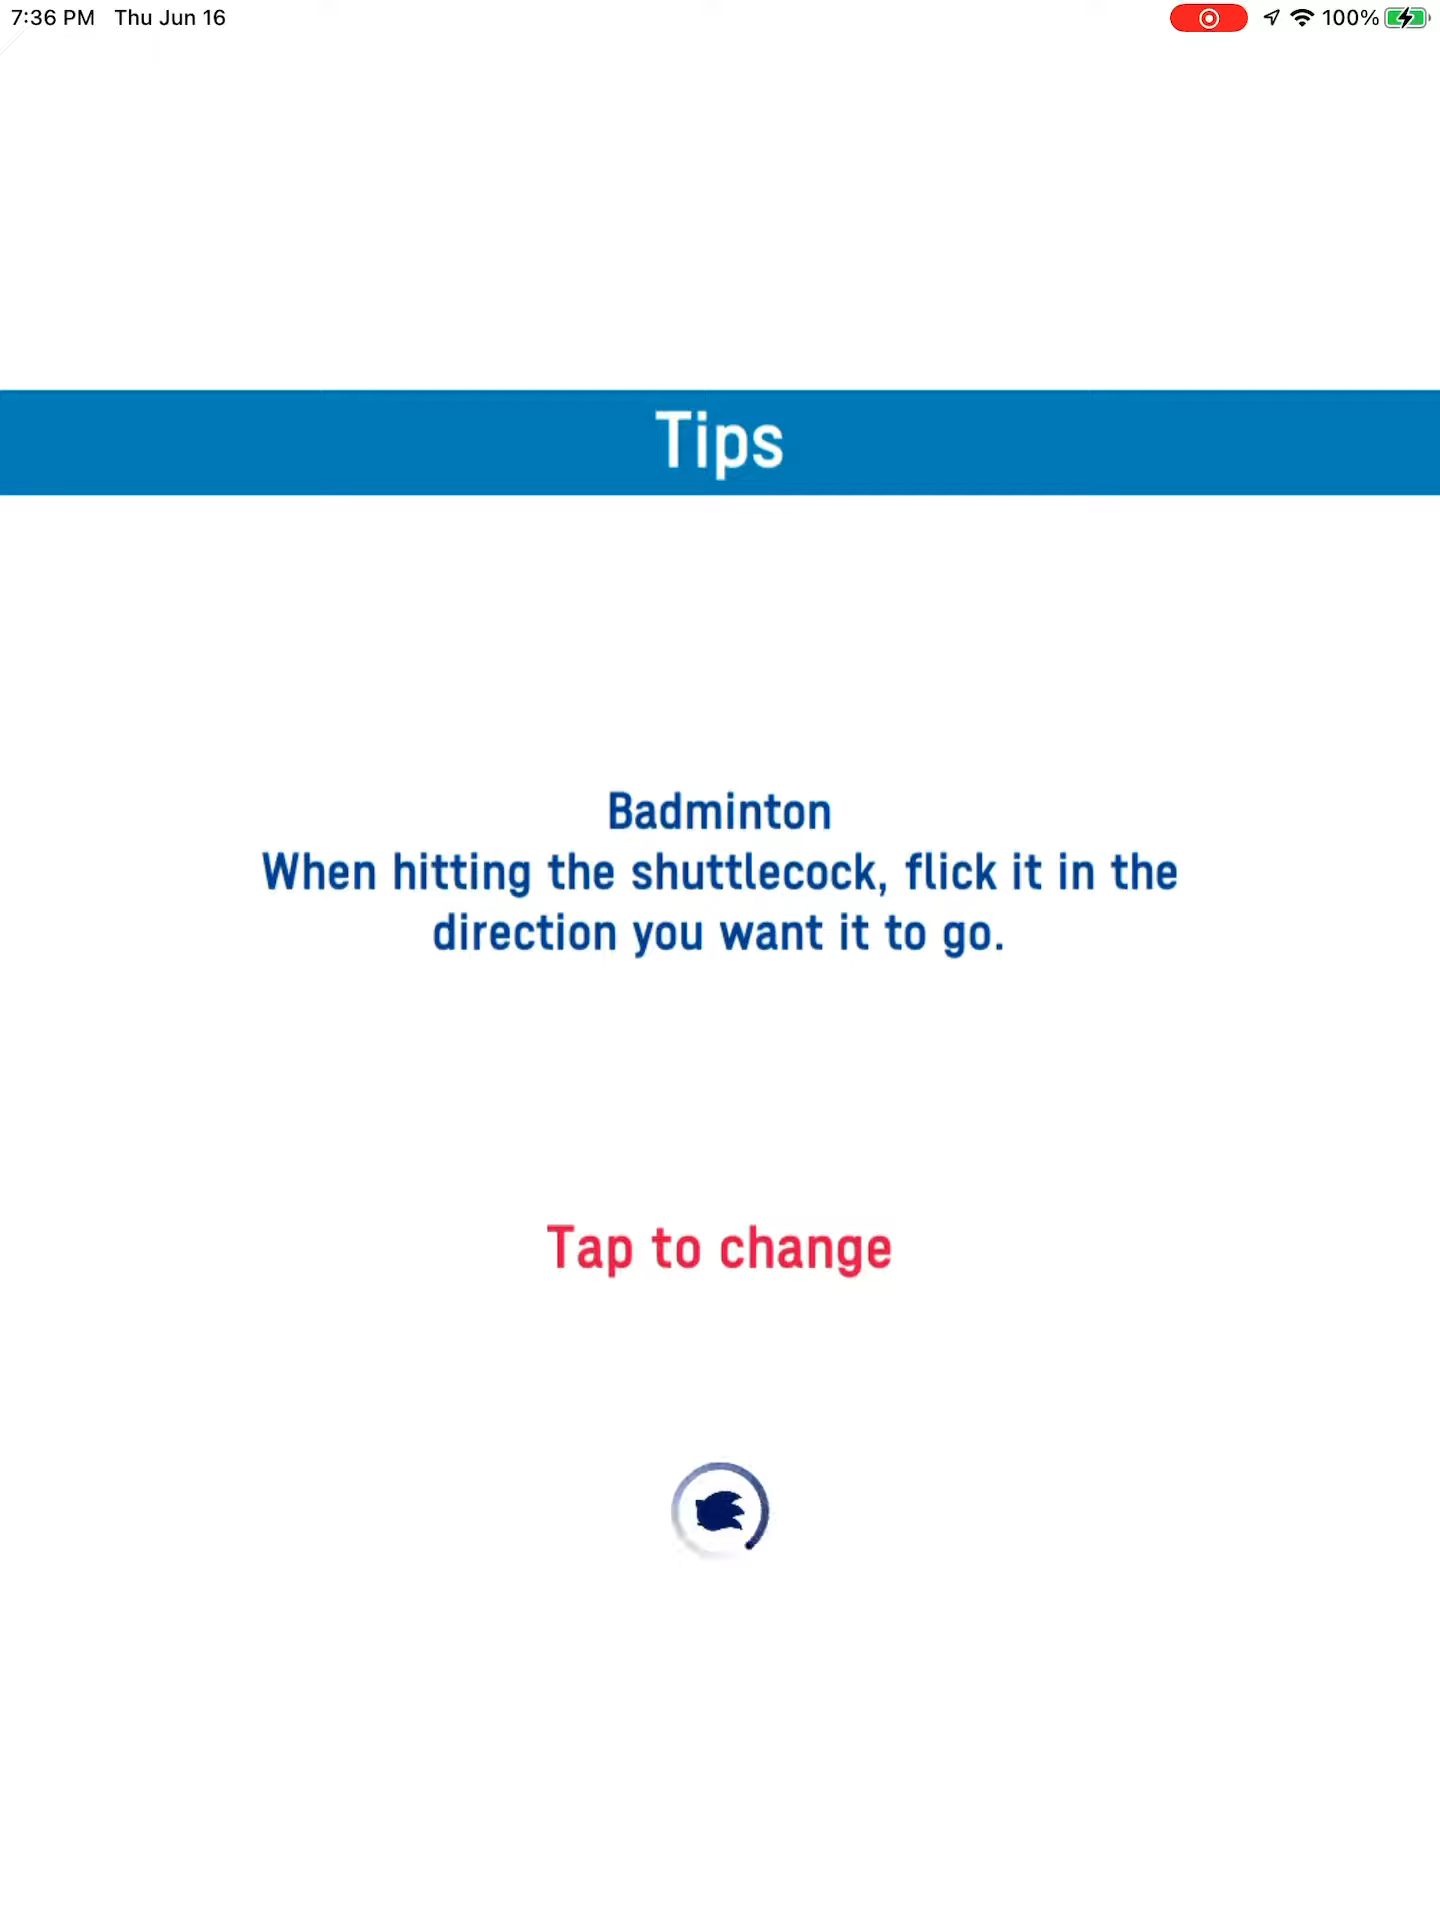 7:36 PM Thu Jun 16 100%
Tips
Badminton
When hitting the shuttlecock, flick it in the
direction you want it to go.
Tap to change